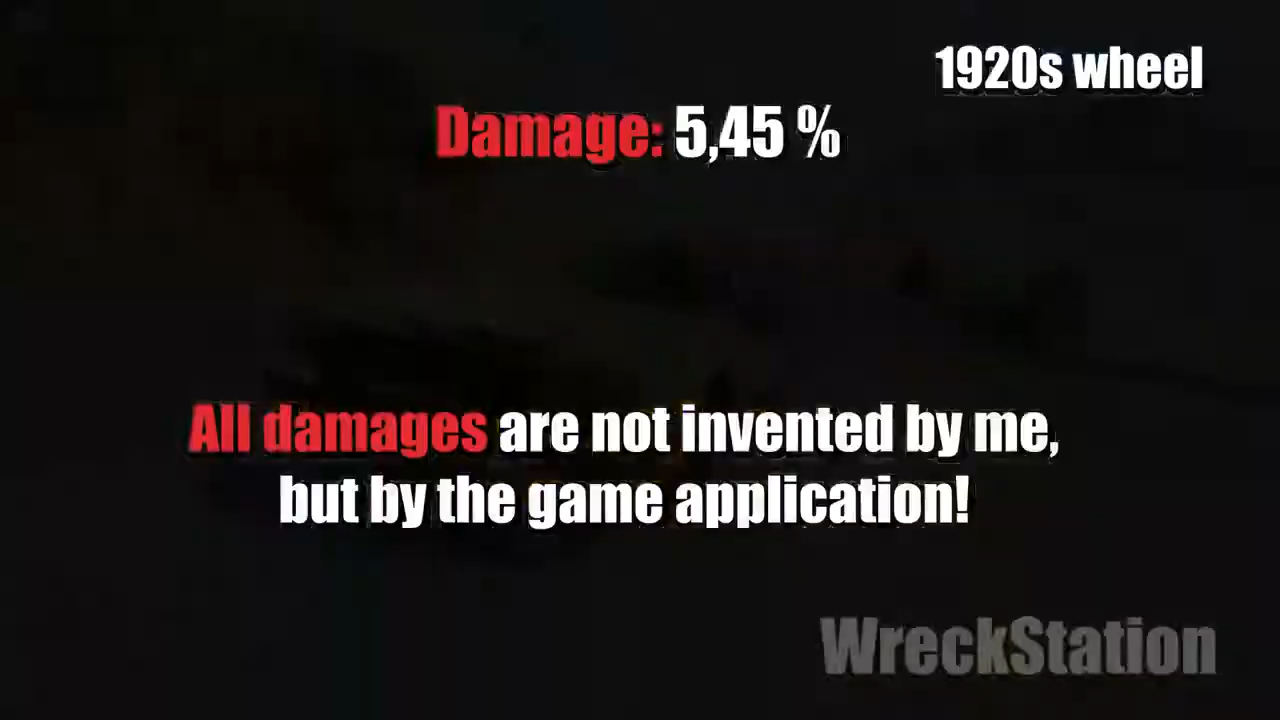 1920s wheel
Damage: 5,45 %
All damages are not invented by me,
but by the game application!
WreckStation